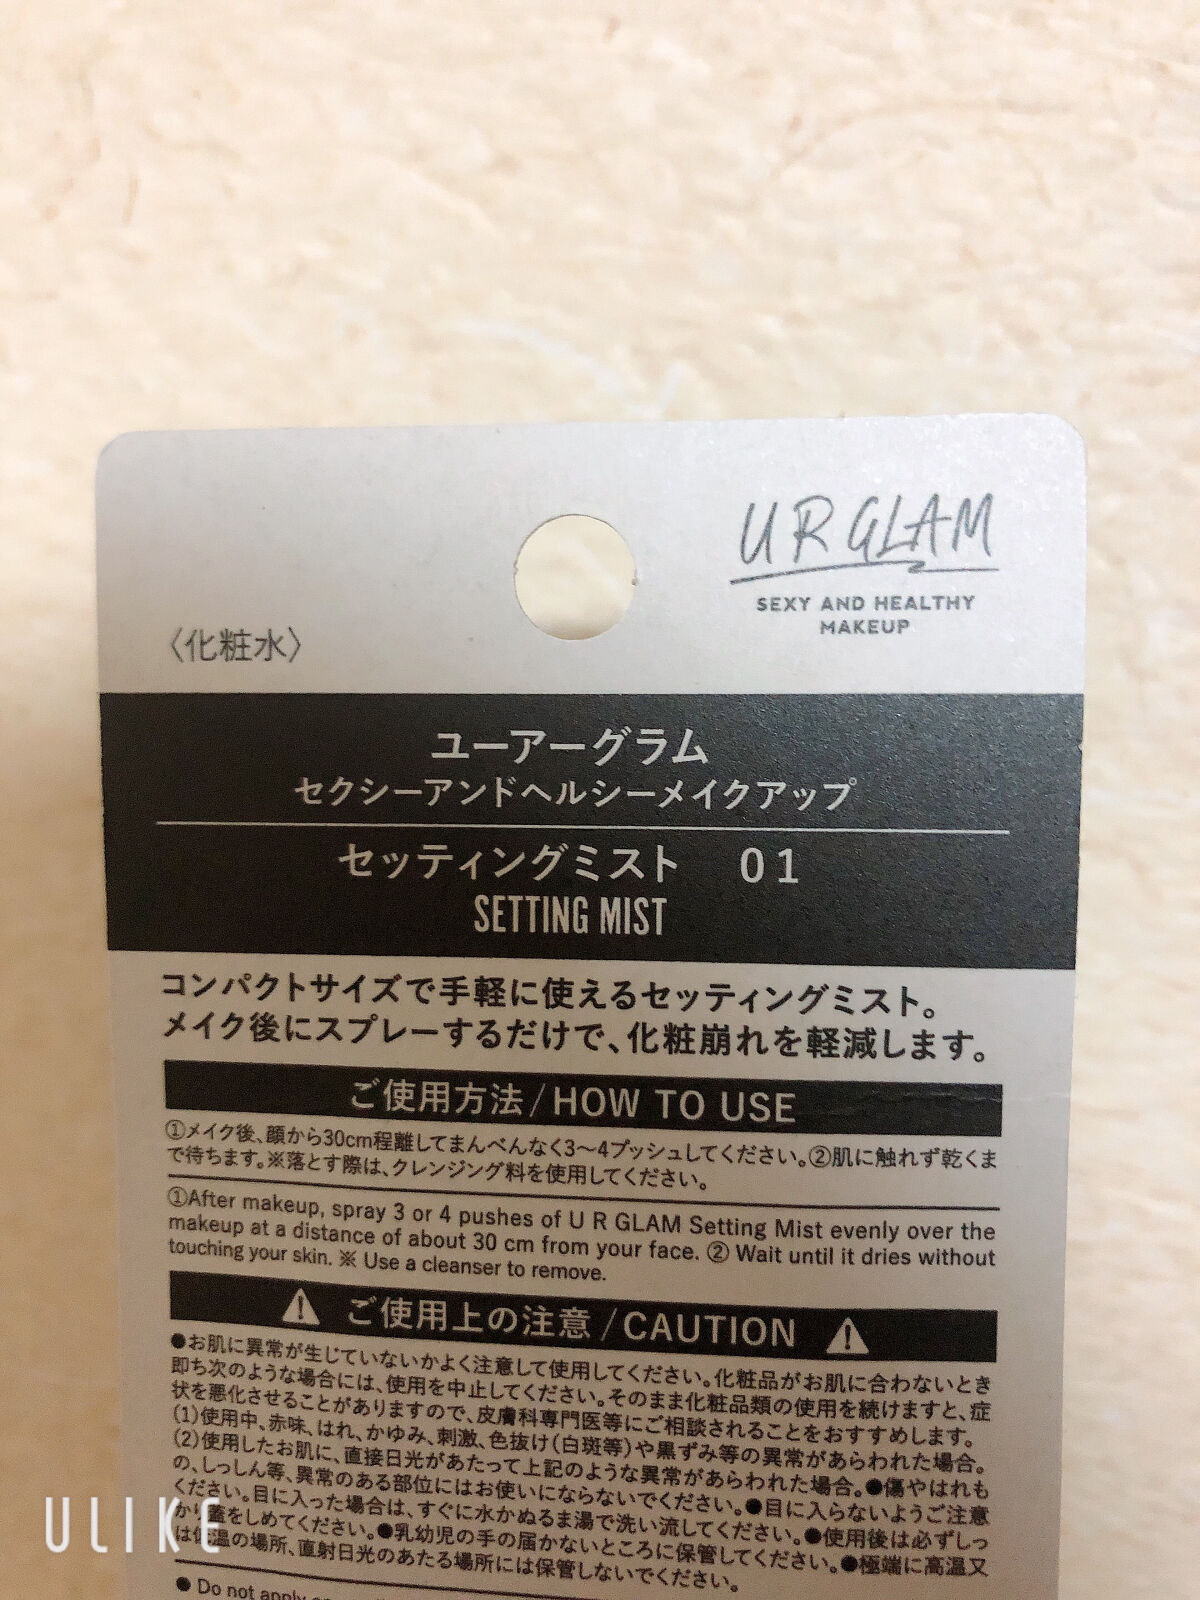 U R GLAM
SEXY AND HEALTHY
MAKEUP
〈化粧水〉
ユーアーグラム
セクシーアンドヘルシーメイクアップ
セッティングミスト 01
SETTING MIST
コンパクトサイズで手軽に使えるセッティングミスト。
メイク後にスプレーするだけで、化粧崩れを軽減します。
ご使用方法/HOW TO USE
①メイク後、顔から30cm程離してまんべんなく3〜4プッシュしてください。②肌に触れず乾くま
で待ちます。※落とす際は、クレンジング料を使用してください。
①After makeup, spray 3 or 4 pushes of U R GLAM Setting Mist evenly over the
makeup at a distance of about 30 cm from your face. ② Wait until it dries without
touching your skin. ※ Use a cleanser to remove.
ご使用上の注意/CAUTION
●お肌に異常が生じていないかよく注意して使用してください。化粧品がお肌に合わないとき
即ち次のような場合には、使用を中止してください。そのまま化粧品類の使用を続けますと、症
状を悪化させることがありますので、皮膚科専門医等にご相談されることをおすすめします。
(1)使用中、赤味、はれ、かゆみ、刺激、色抜け(白斑等)や黒ずみ等の異常があらわれた場合。
(2)使用したお肌に、直接日光があたって上記のような異常があらわれた場合。●傷やはれも
の、しっしん等、異常のある部位にはお使いにならないでください。●目に入らないようご注意
ください。目に入った場合は、すぐに水かぬるま湯で洗い流してください。●使用後は必ずしっ
かり蓋をしめてください。●乳幼児の手の届かないところに保管してください。●極端に高温又
は低温の場所、直射日光のあたる場所には保管しないでください。
● Do not apply
ULIKE